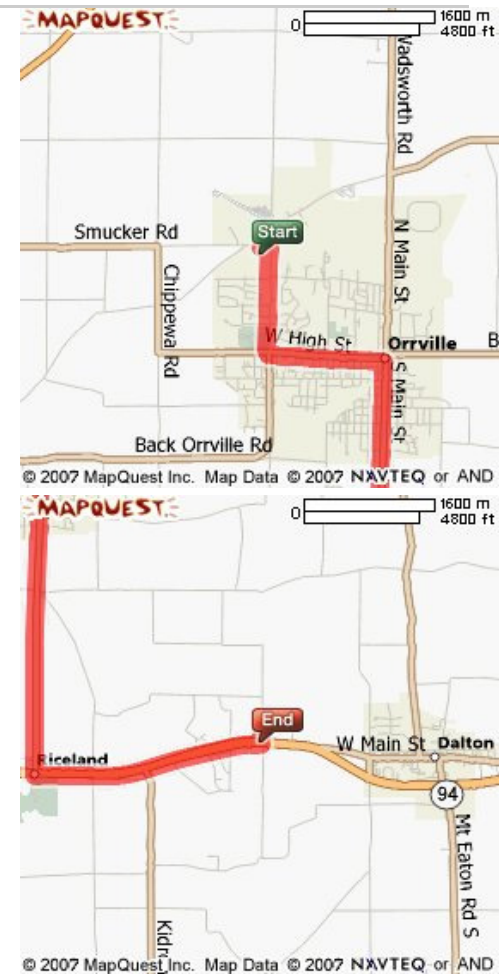 MAPQUEST
0 1600 m
4800 ft
Wadsworth Rd
Smucker Rd
Start
N Main St
Chippewa Rd
W High St
Orrville
B
S Main St
Back Orrville Rd
© 2007 MapQuest Inc. Map Data © 2007 NAVTEQ or AND
MAPQUEST
0 1600 m
4800 ft
End
W Main St Dalton
Riceland
94
Mt Eaton Rd S
Kidr
© 2007 MapQuest Inc. Map Data © 2007 NAVTEQ or AND